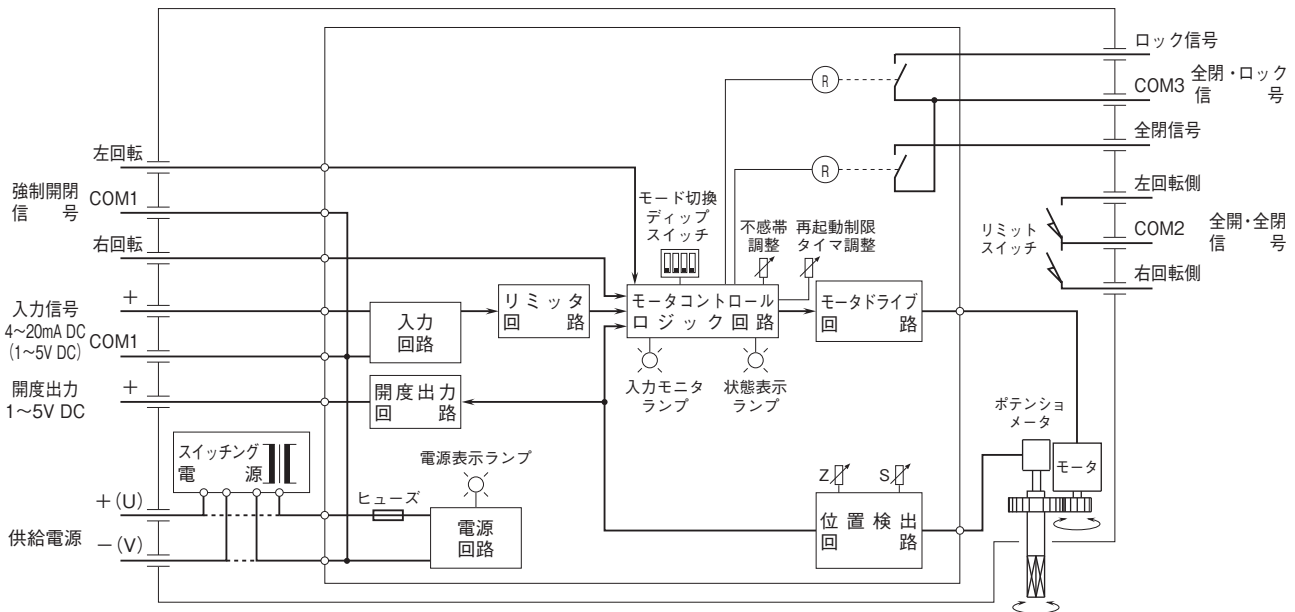 ロック信号
COM3
全閉・ロック
信 号
全閉信号
左回転
強制開閉
信 号
COM1
右回転
R
R
モード切換
ディップ
スイッチ
不感帯
調整
再起動制限
タイマ調整
左回転側
リミット
スイッチ
COM2
全開・全閉
信 号
右回転側
入力信号
4~20mA DC
(1~5V DC)
+
COM1
入力
回路
リミッタ
回 路
モータコントロール
ロジック回路
モータドライブ
回 路
入力モニタ
ランプ
状態表示
ランプ
開度出力
1~5V DC
+
開度出力
回 路
ポテンショ
メータ
モータ
スイッチング
電 源
電源表示ランプ
ヒューズ
Z
S
供給電源
+(U)
-(V)
電源
回路
位置検出
回 路